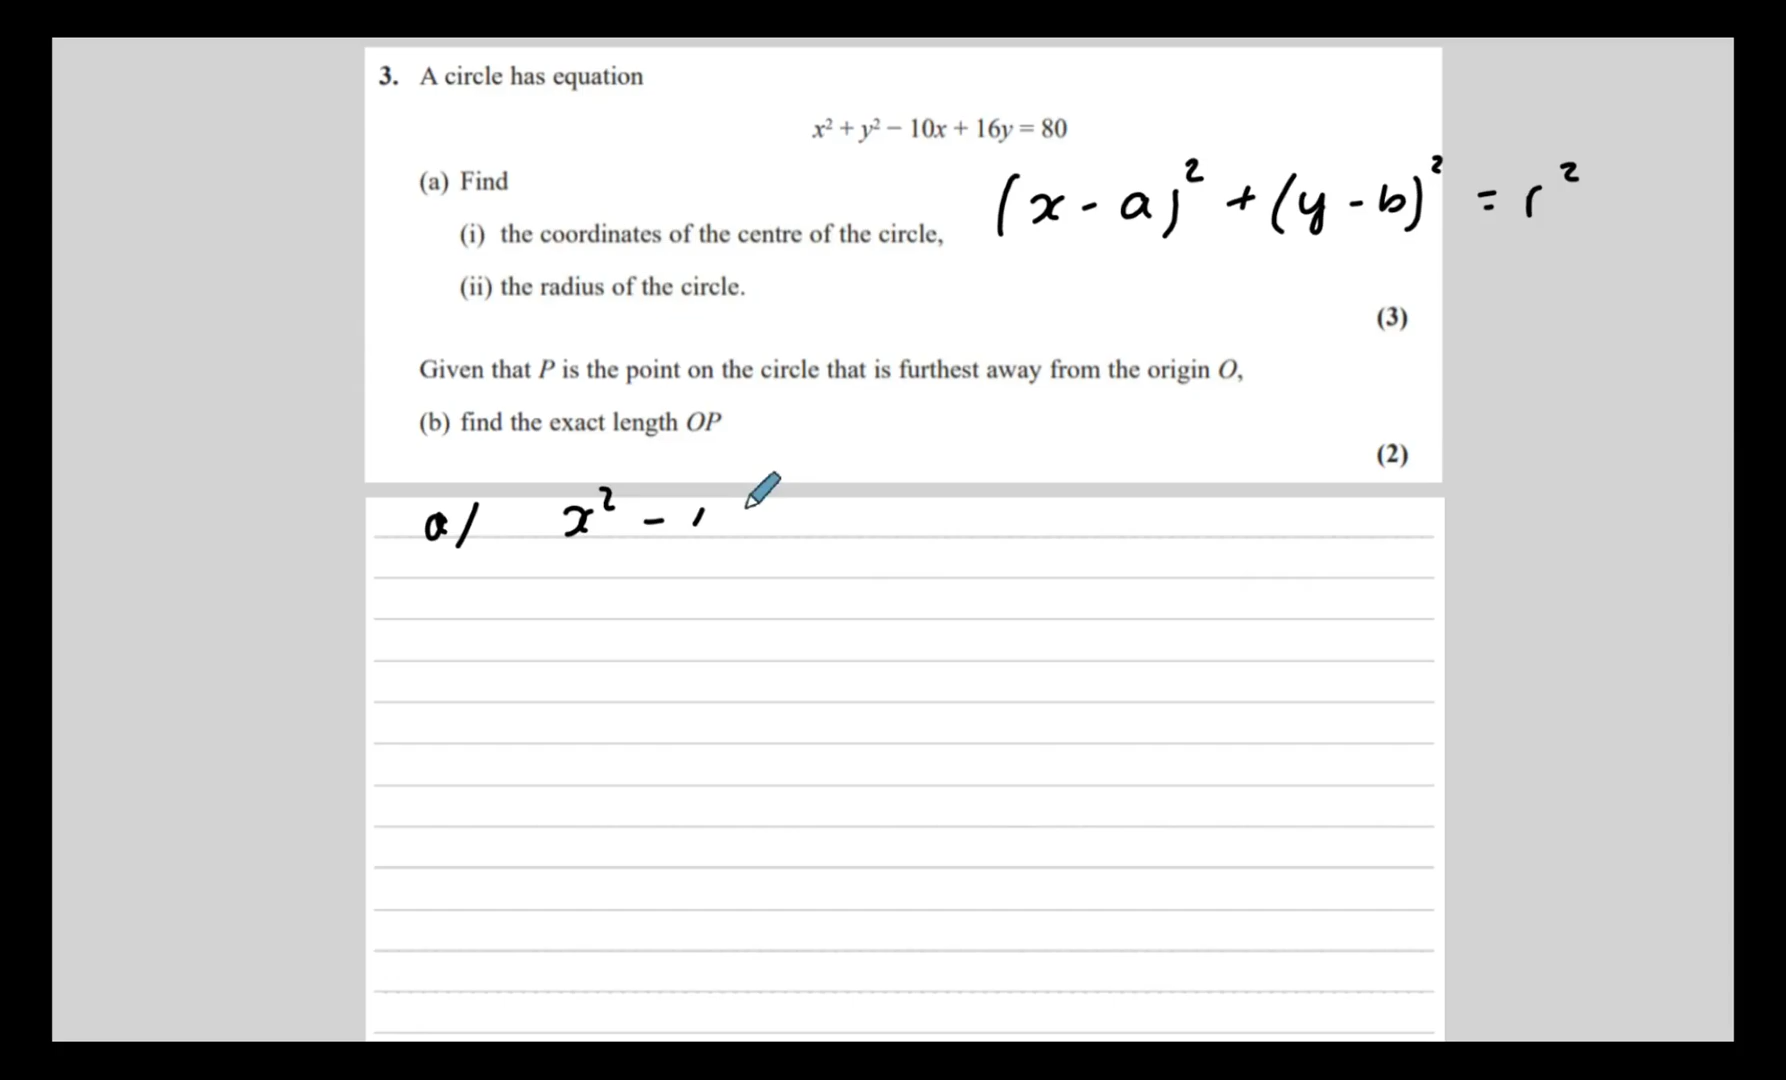 3. A circle has equation
x² + y² – 10x + 16y = 80
(a) Find
(x - a)² + (y - b)² = r²
(i) the coordinates of the centre of the circle,
(ii) the radius of the circle.
(3)
Given that P is the point on the circle that is furthest away from the origin O,
(b) find the exact length OP
(2)
a/ x² - 1